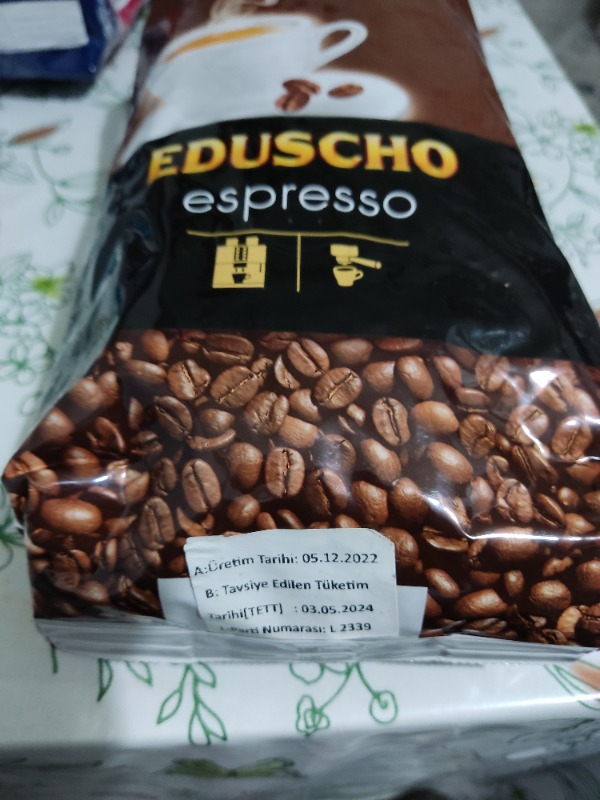 EDUSCHO
espresso
A:Üretim Tarihi: 05.12.2022
B: Tavsiye Edilen Tüketim
Tarihi[TETT] : 03.05.2024
Parti Numarası: L 2339